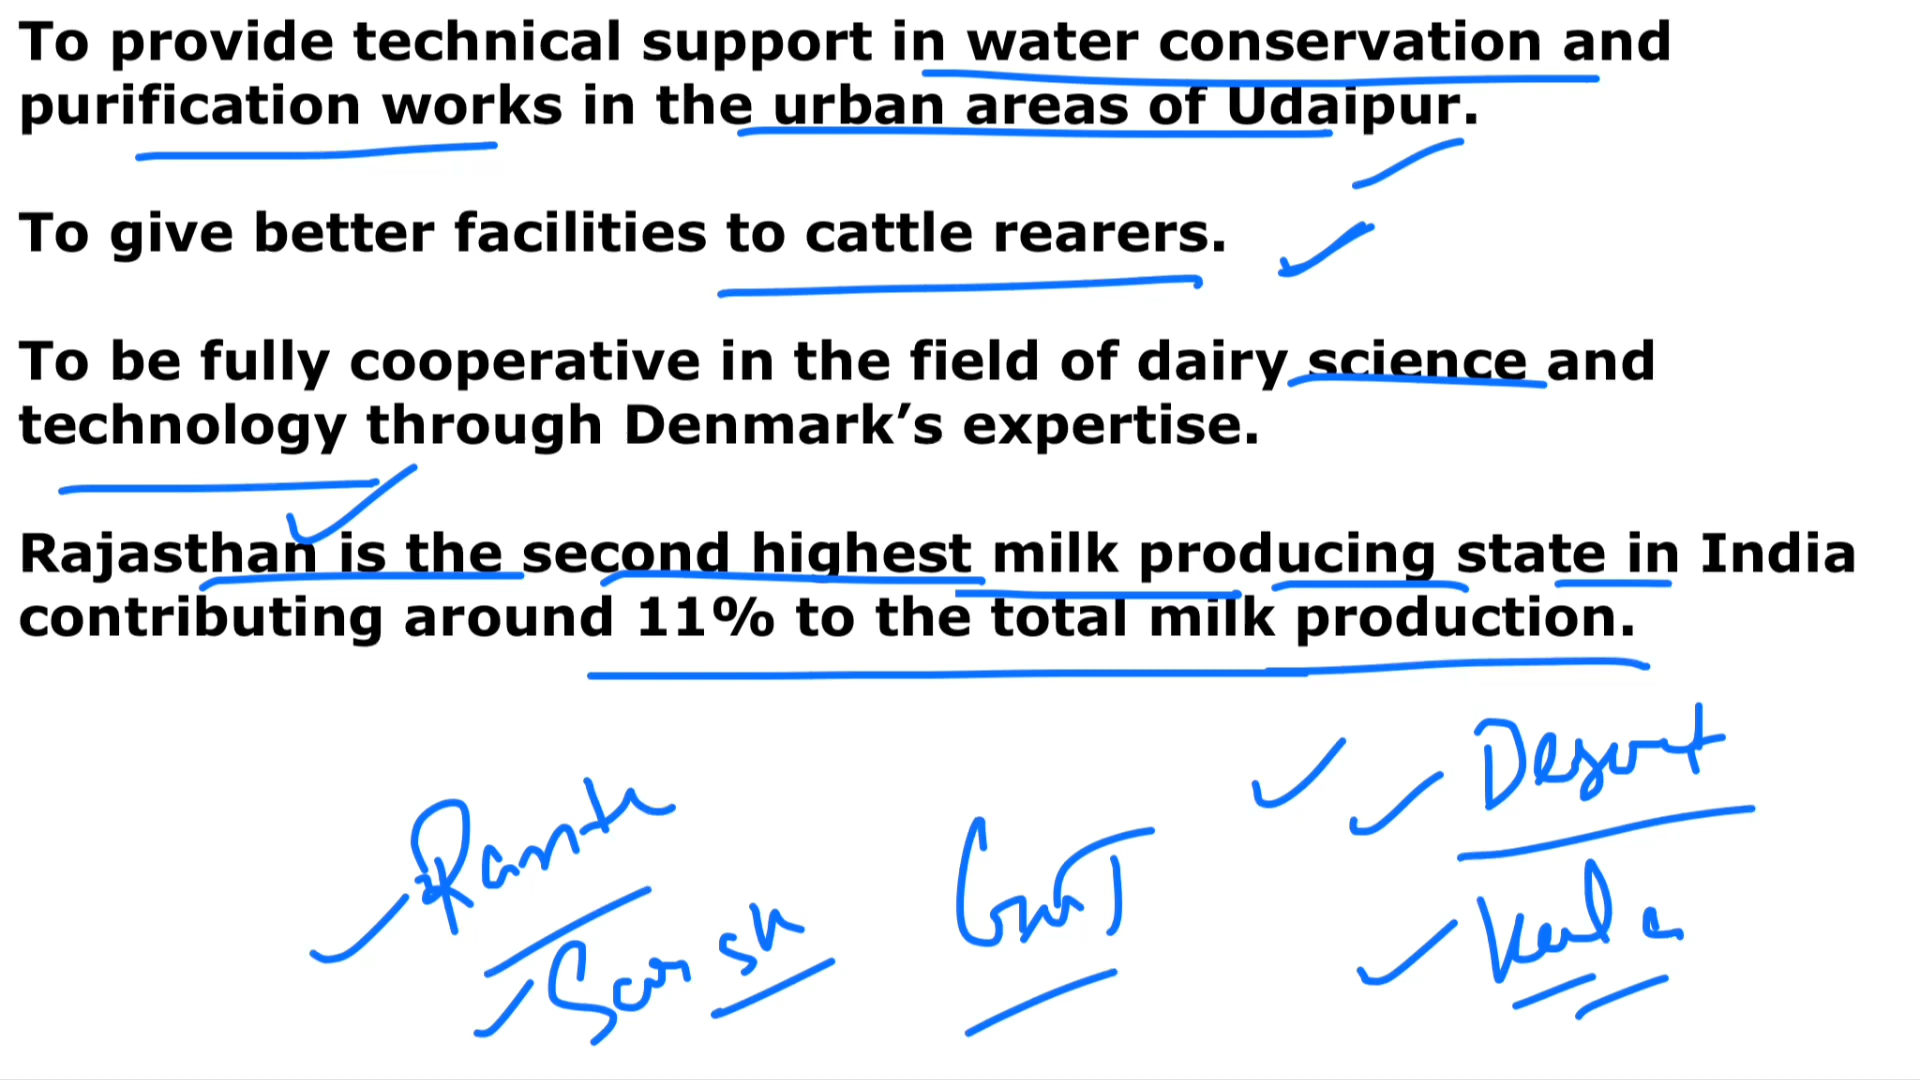 To provide technical support in water conservation and
purification works in the urban areas of Udaipur.
To give better facilities to cattle rearers.
To be fully cooperative in the field of dairy science and
technology through Denmark’s expertise.
Rajasthan is the second highest milk producing state in India
contributing around 11% to the total milk production.
Desert